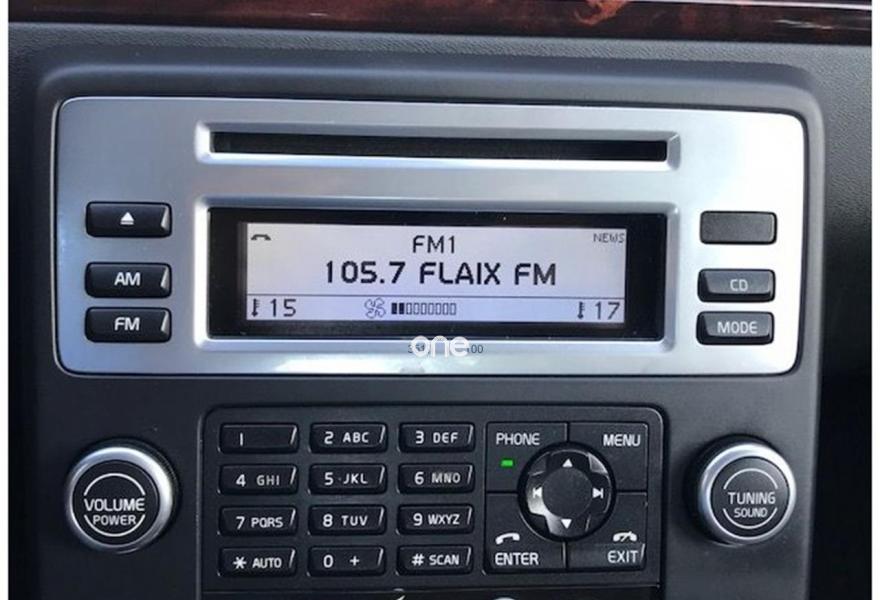 NEWS
FM1
105.7 FLAIX FM
15 17
one
AM
FM
CD
MODE
1
2 ABC
3 DEF
4 GHI
5 JKL
6 MNO
7 PQRS
8 TUV
9 WXYZ
* AUTO
0 +
# SCAN
PHONE
MENU
ENTER
EXIT
VOLUME
POWER
TUNING
SOUND